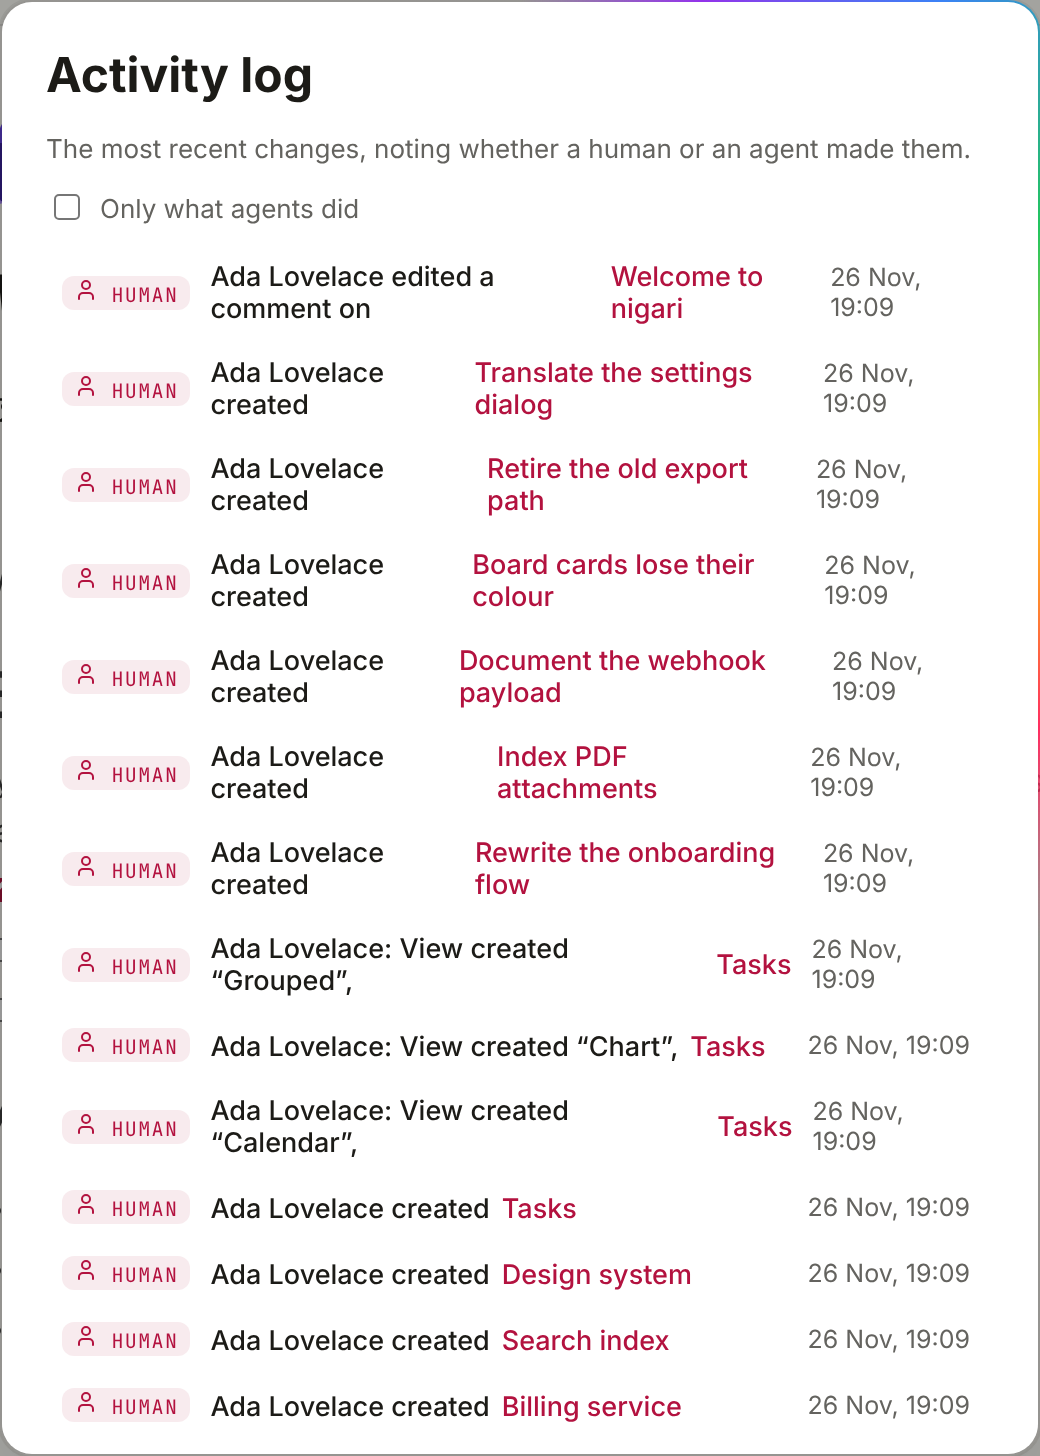 Activity log
The most recent changes, noting whether a human or an agent made them.
Only what agents did
HUMAN Ada Lovelace edited a comment on Welcome to nigari 26 Nov, 19:09
HUMAN Ada Lovelace created Translate the settings dialog 26 Nov, 19:09
HUMAN Ada Lovelace created Retire the old export path 26 Nov, 19:09
HUMAN Ada Lovelace created Board cards lose their colour 26 Nov, 19:09
HUMAN Ada Lovelace created Document the webhook payload 26 Nov, 19:09
HUMAN Ada Lovelace created Index PDF attachments 26 Nov, 19:09
HUMAN Ada Lovelace created Rewrite the onboarding flow 26 Nov, 19:09
HUMAN Ada Lovelace: View created “Grouped”, Tasks 26 Nov, 19:09
HUMAN Ada Lovelace: View created “Chart”, Tasks 26 Nov, 19:09
HUMAN Ada Lovelace: View created “Calendar”, Tasks 26 Nov, 19:09
HUMAN Ada Lovelace created Tasks 26 Nov, 19:09
HUMAN Ada Lovelace created Design system 26 Nov, 19:09
HUMAN Ada Lovelace created Search index 26 Nov, 19:09
HUMAN Ada Lovelace created Billing service 26 Nov, 19:09